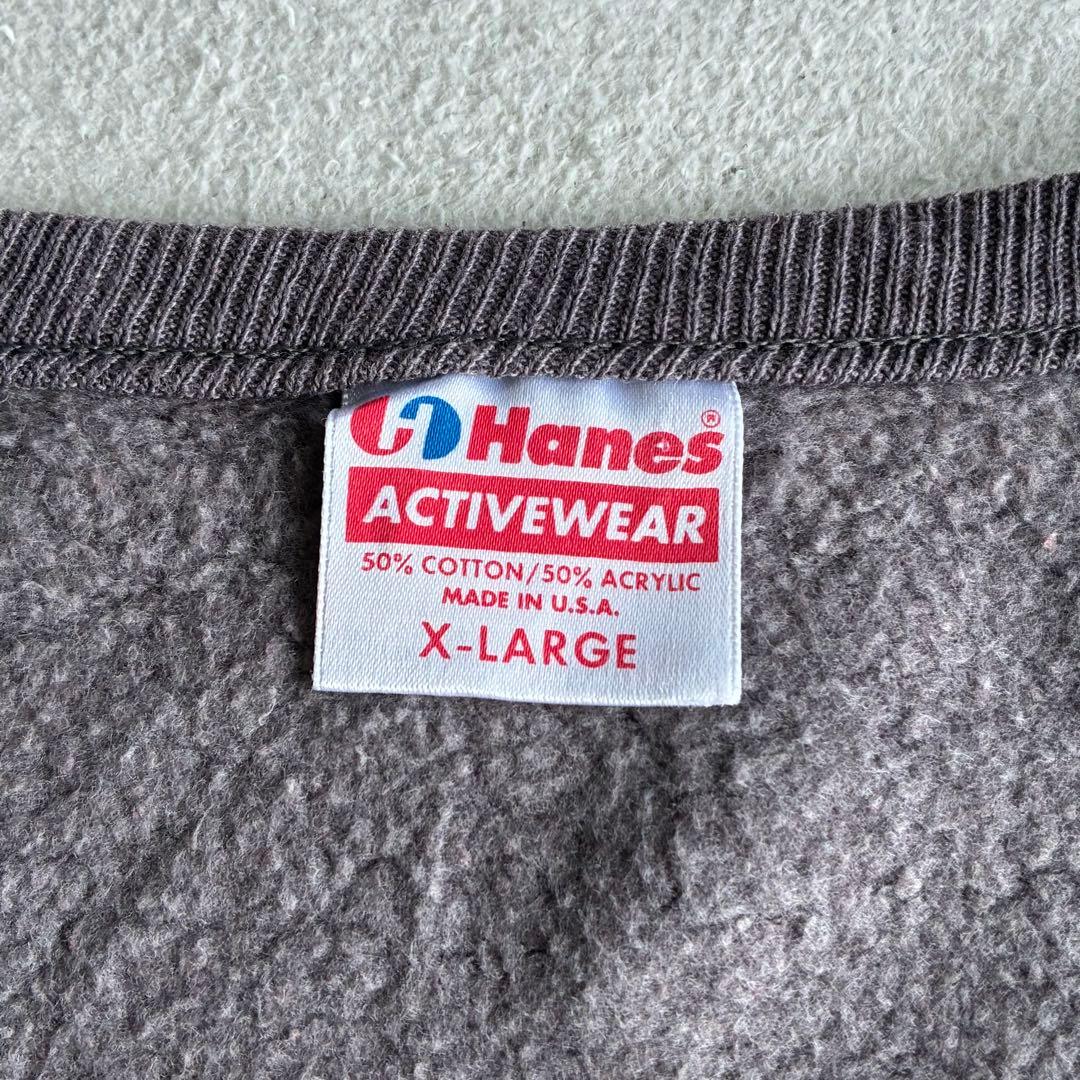 Hanes®
ACTIVEWEAR
50% COTTON/50% ACRYLIC
MADE IN U.S.A.
X-LARGE